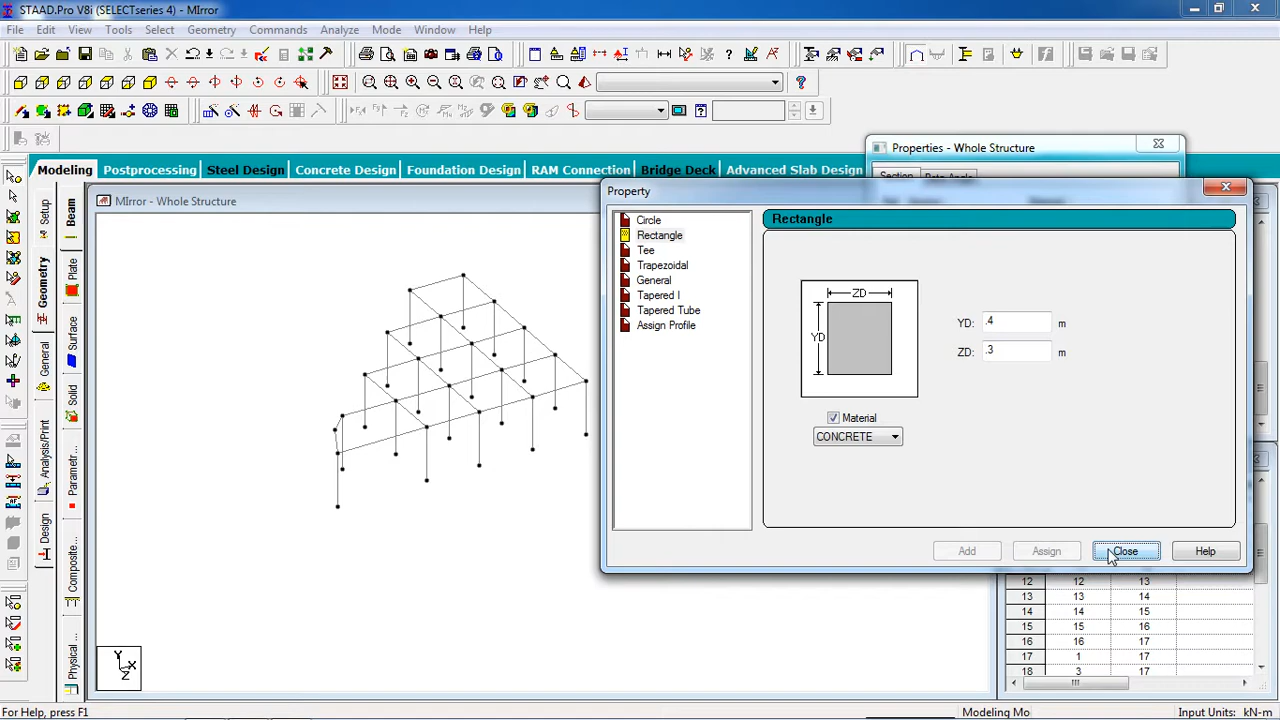 STAAD.Pro V8i (SELECTseries 4) - MIrror
File Edit View Tools Select Geometry Commands Analyze Mode Window Help
Modeling Postprocessing Steel Design Concrete Design Foundation Design RAM Connection Bridge Deck Advanced Slab Design
Properties - Whole Structure
Section
MIrror - Whole Structure
Setup
Geometry
General
Analysis/Print
Design
Beam
Plate
Surface
Solid
Parametr...
Composite...
Physical ...
Property
Circle
Rectangle
Tee
Trapezoidal
General
Tapered I
Tapered Tube
Assign Profile
Rectangle
ZD
YD
YD: .4 m
ZD: .3 m
Material
CONCRETE
Add Assign Close Help
12 12 13
13 13 14
14 14 15
15 15 16
16 16 17
17 1 17
18 3 18
Y
X
Z
For Help, press F1
Modeling Mo
Input Units: kN-m